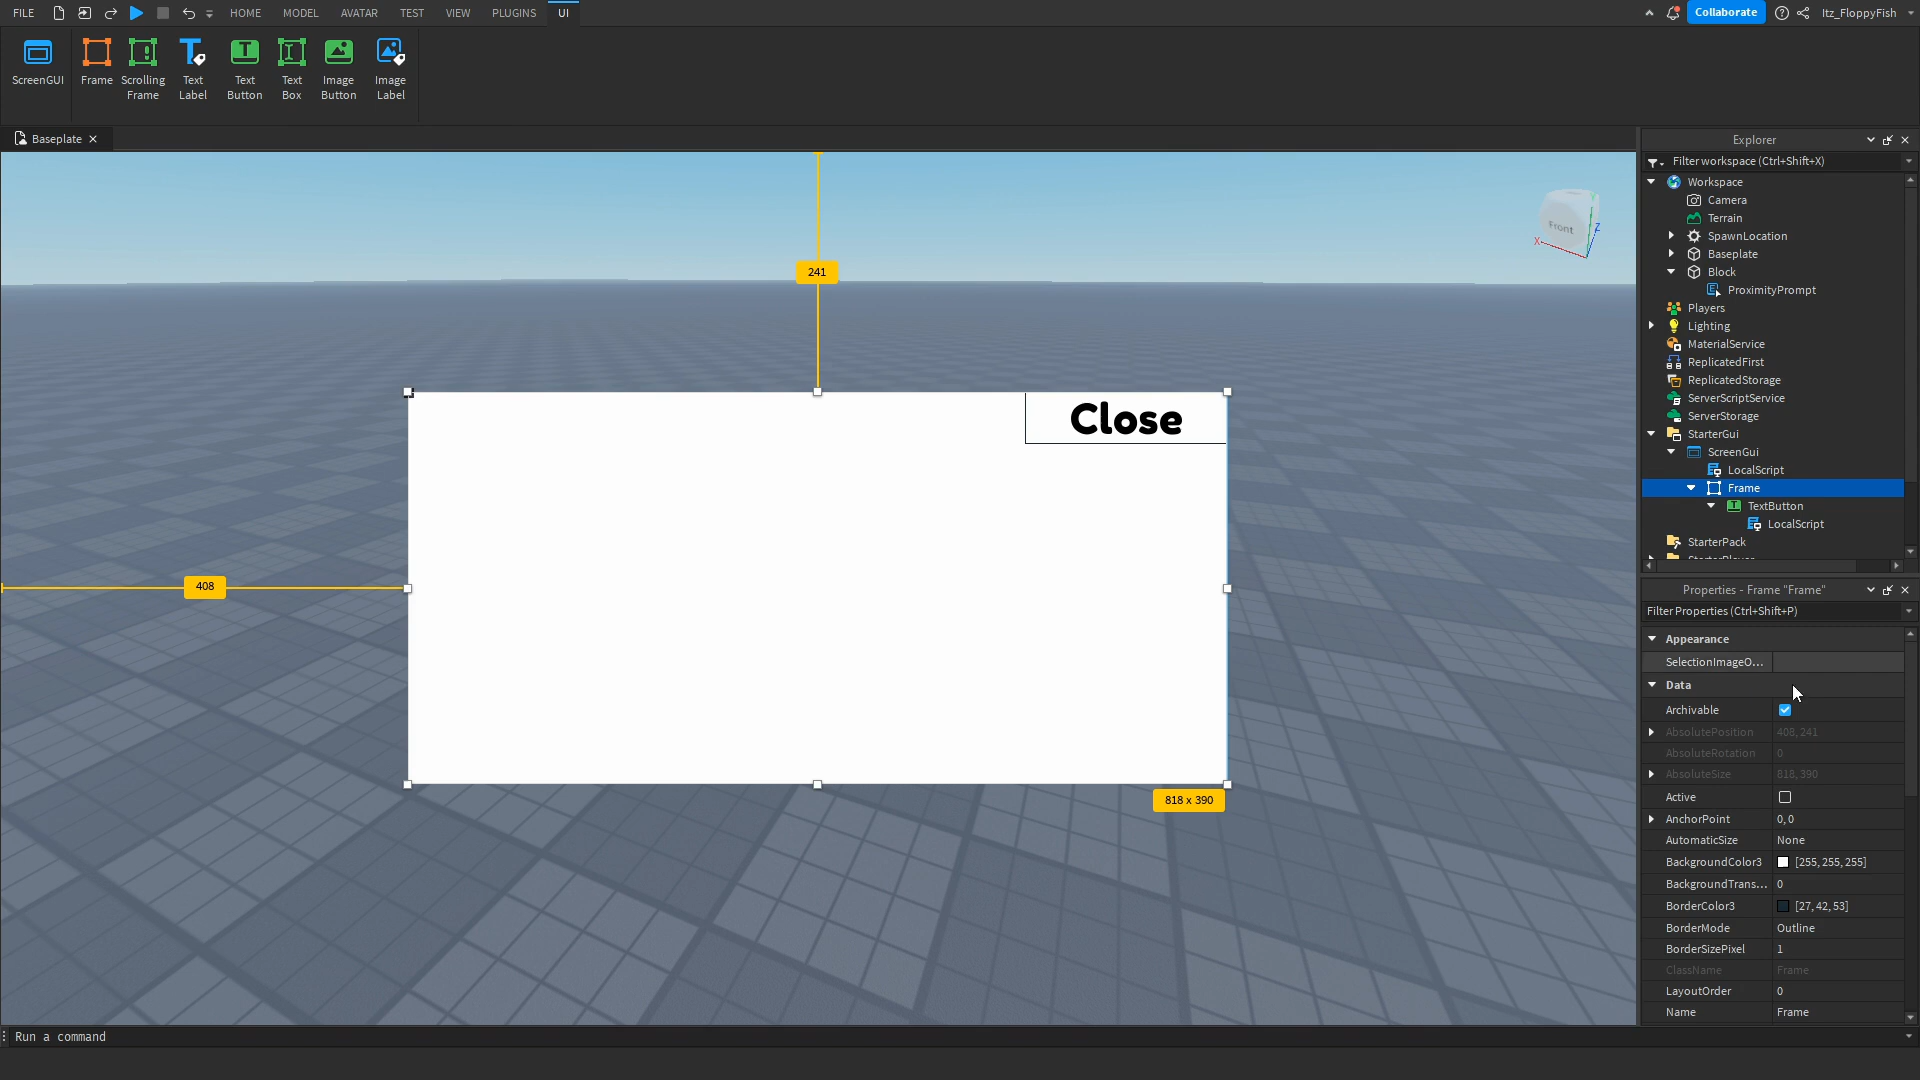 FILE HOME MODEL AVATAR TEST VIEW PLUGINS UI Collaborate Itz_FloppyFish
ScreenGUI
Frame
Scrolling
Frame
Text
Label
Text
Button
Text
Box
Image
Button
Image
Label
Baseplate
241
Front
X
Z
Close
408
818 x 390
Explorer
Filter workspace (Ctrl+Shift+X)
Workspace
Camera
Terrain
SpawnLocation
Baseplate
Block
ProximityPrompt
Players
Lighting
MaterialService
ReplicatedFirst
ReplicatedStorage
ServerScriptService
ServerStorage
StarterGui
ScreenGui
LocalScript
Frame
TextButton
LocalScript
StarterPack
Properties - Frame "Frame"
Filter Properties (Ctrl+Shift+P)
Appearance
SelectionImageO...
Data
Archivable
AbsolutePosition 408, 241
AbsoluteRotation 0
AbsoluteSize 818, 390
Active
AnchorPoint 0, 0
AutomaticSize None
BackgroundColor3 [255, 255, 255]
BackgroundTrans... 0
BorderColor3 [27, 42, 53]
BorderMode Outline
BorderSizePixel 1
ClassName Frame
LayoutOrder 0
Name Frame
Run a command